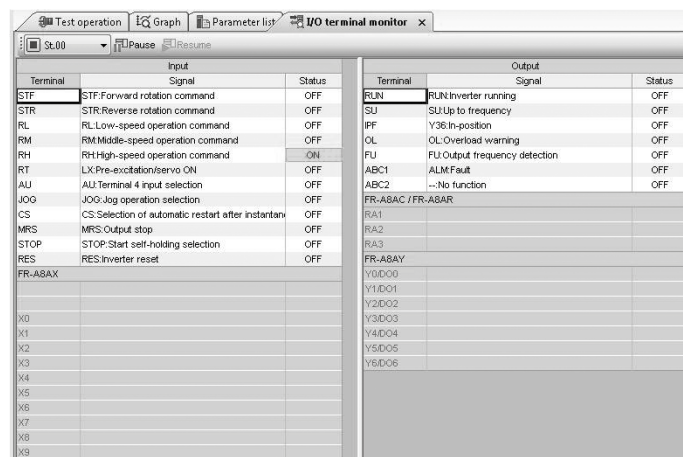 Test operation Graph Parameter list I/O terminal monitor ×
St.00 Pause Resume
Input
Terminal Signal Status
STF STF:Forward rotation command OFF
STR STR:Reverse rotation command OFF
RL RL:Low-speed operation command OFF
RM RM:Middle-speed operation command OFF
RH RH:High-speed operation command ON
RT LX:Pre-excitation/servo ON OFF
AU AU:Terminal 4 input selection OFF
JOG JOG:Jog operation selection OFF
CS CS:Selection of automatic restart after instantan OFF
MRS MRS:Output stop OFF
STOP STOP:Start self-holding selection OFF
RES RES:Inverter reset OFF
FR-A8AX
X0
X1
X2
X3
X4
X5
X6
X7
X8
X9
Output
Terminal Signal Status
RUN RUN:Inverter running OFF
SU SU:Up to frequency OFF
IPF Y36:In-position OFF
OL OL:Overload warning OFF
FU FU:Output frequency detection OFF
ABC1 ALM:Fault OFF
ABC2 --:No function OFF
FR-A8AC / FR-A8AR
RA1
RA2
RA3
FR-A8AY
Y0/DO0
Y1/DO1
Y2/DO2
Y3/DO3
Y4/DO4
Y5/DO5
Y6/DO6